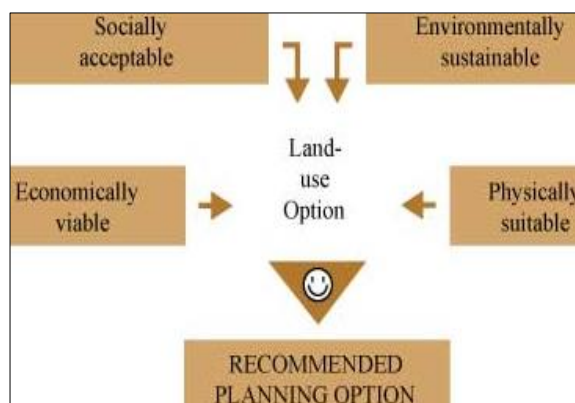 Socially
acceptable
Environmentally
sustainable
Land-
use
Option
Economically
viable
Physically
suitable
RECOMMENDED
PLANNING OPTION